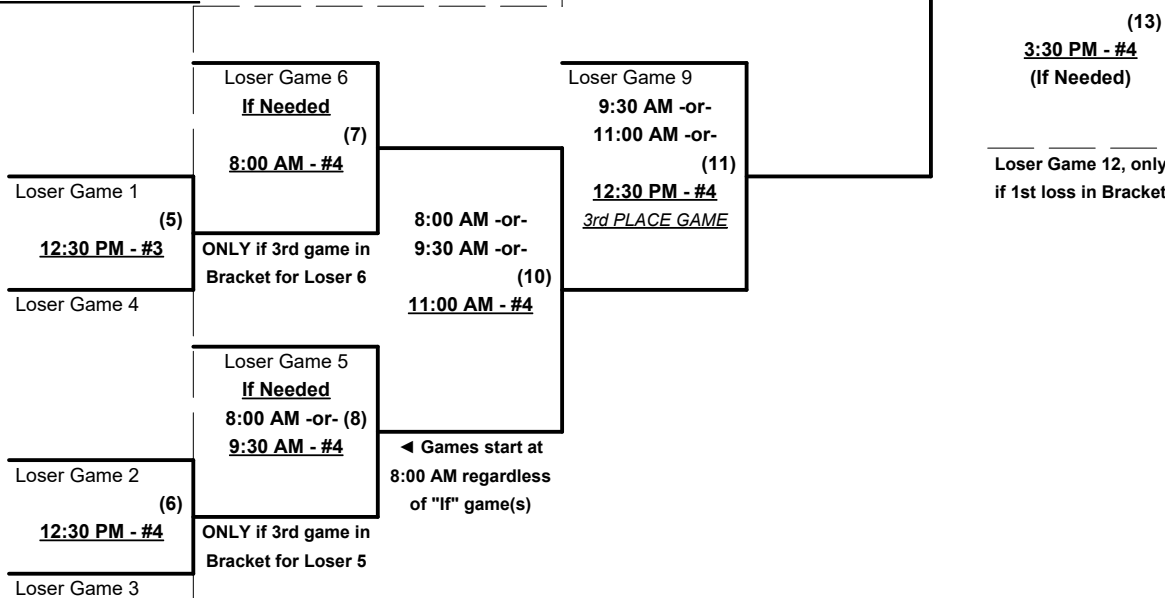 (13)
3:30 PM - #4
(If Needed)
Loser Game 12, only
if 1st loss in Bracket
Loser Game 6
If Needed
(7)
8:00 AM - #4
Loser Game 9
9:30 AM -or-
11:00 AM -or-
(11)
12:30 PM - #4
3rd PLACE GAME
Loser Game 1
(5)
12:30 PM - #3
Loser Game 4
ONLY if 3rd game in
Bracket for Loser 6
8:00 AM -or-
9:30 AM -or-
(10)
11:00 AM - #4
Loser Game 5
If Needed
8:00 AM -or- (8)
9:30 AM - #4
◄ Games start at
8:00 AM regardless
of "If" game(s)
Loser Game 2
(6)
12:30 PM - #4
Loser Game 3
ONLY if 3rd game in
Bracket for Loser 5